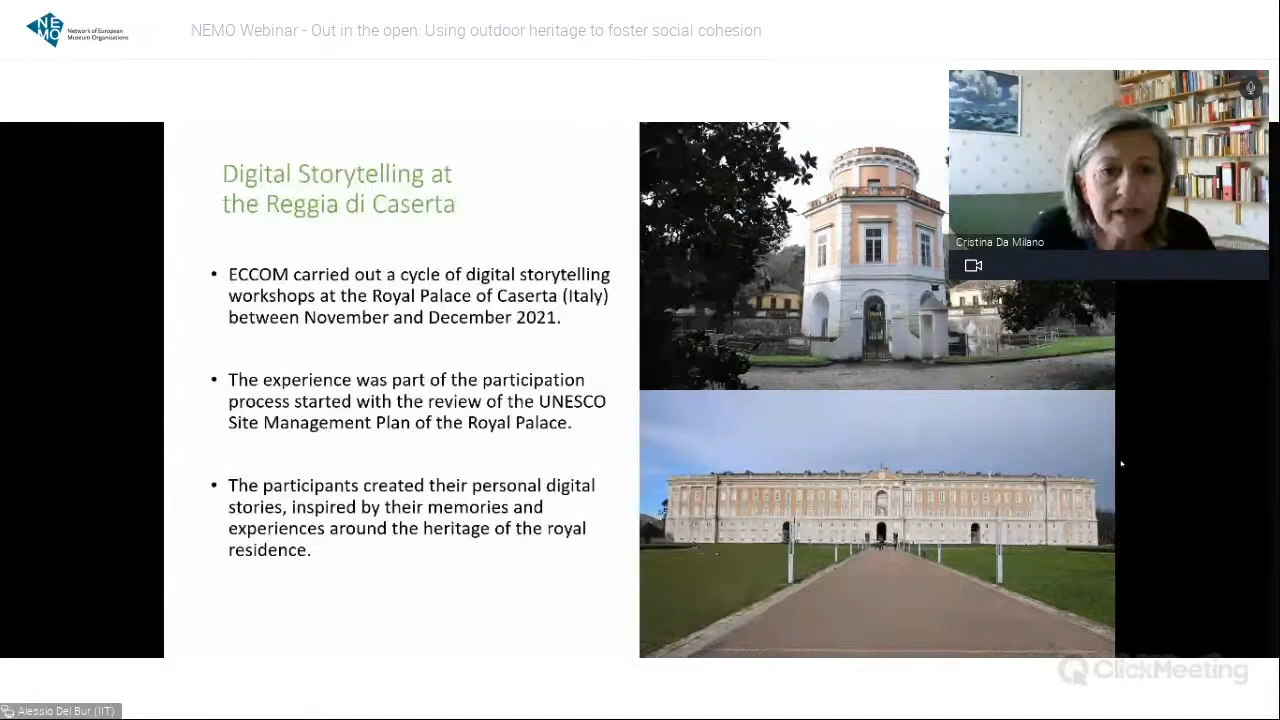 NEMO
Network of European
Museum Organisations
NEMO Webinar - Out in the open: Using outdoor heritage to foster social cohesion
Cristina Da Milano
Digital Storytelling at
the Reggia di Caserta
• ECCOM carried out a cycle of digital storytelling
workshops at the Royal Palace of Caserta (Italy)
between November and December 2021.
• The experience was part of the participation
process started with the review of the UNESCO
Site Management Plan of the Royal Palace.
• The participants created their personal digital
stories, inspired by their memories and
experiences around the heritage of the royal
residence.
ClickMeeting
Alessio Del Bur (IIT)